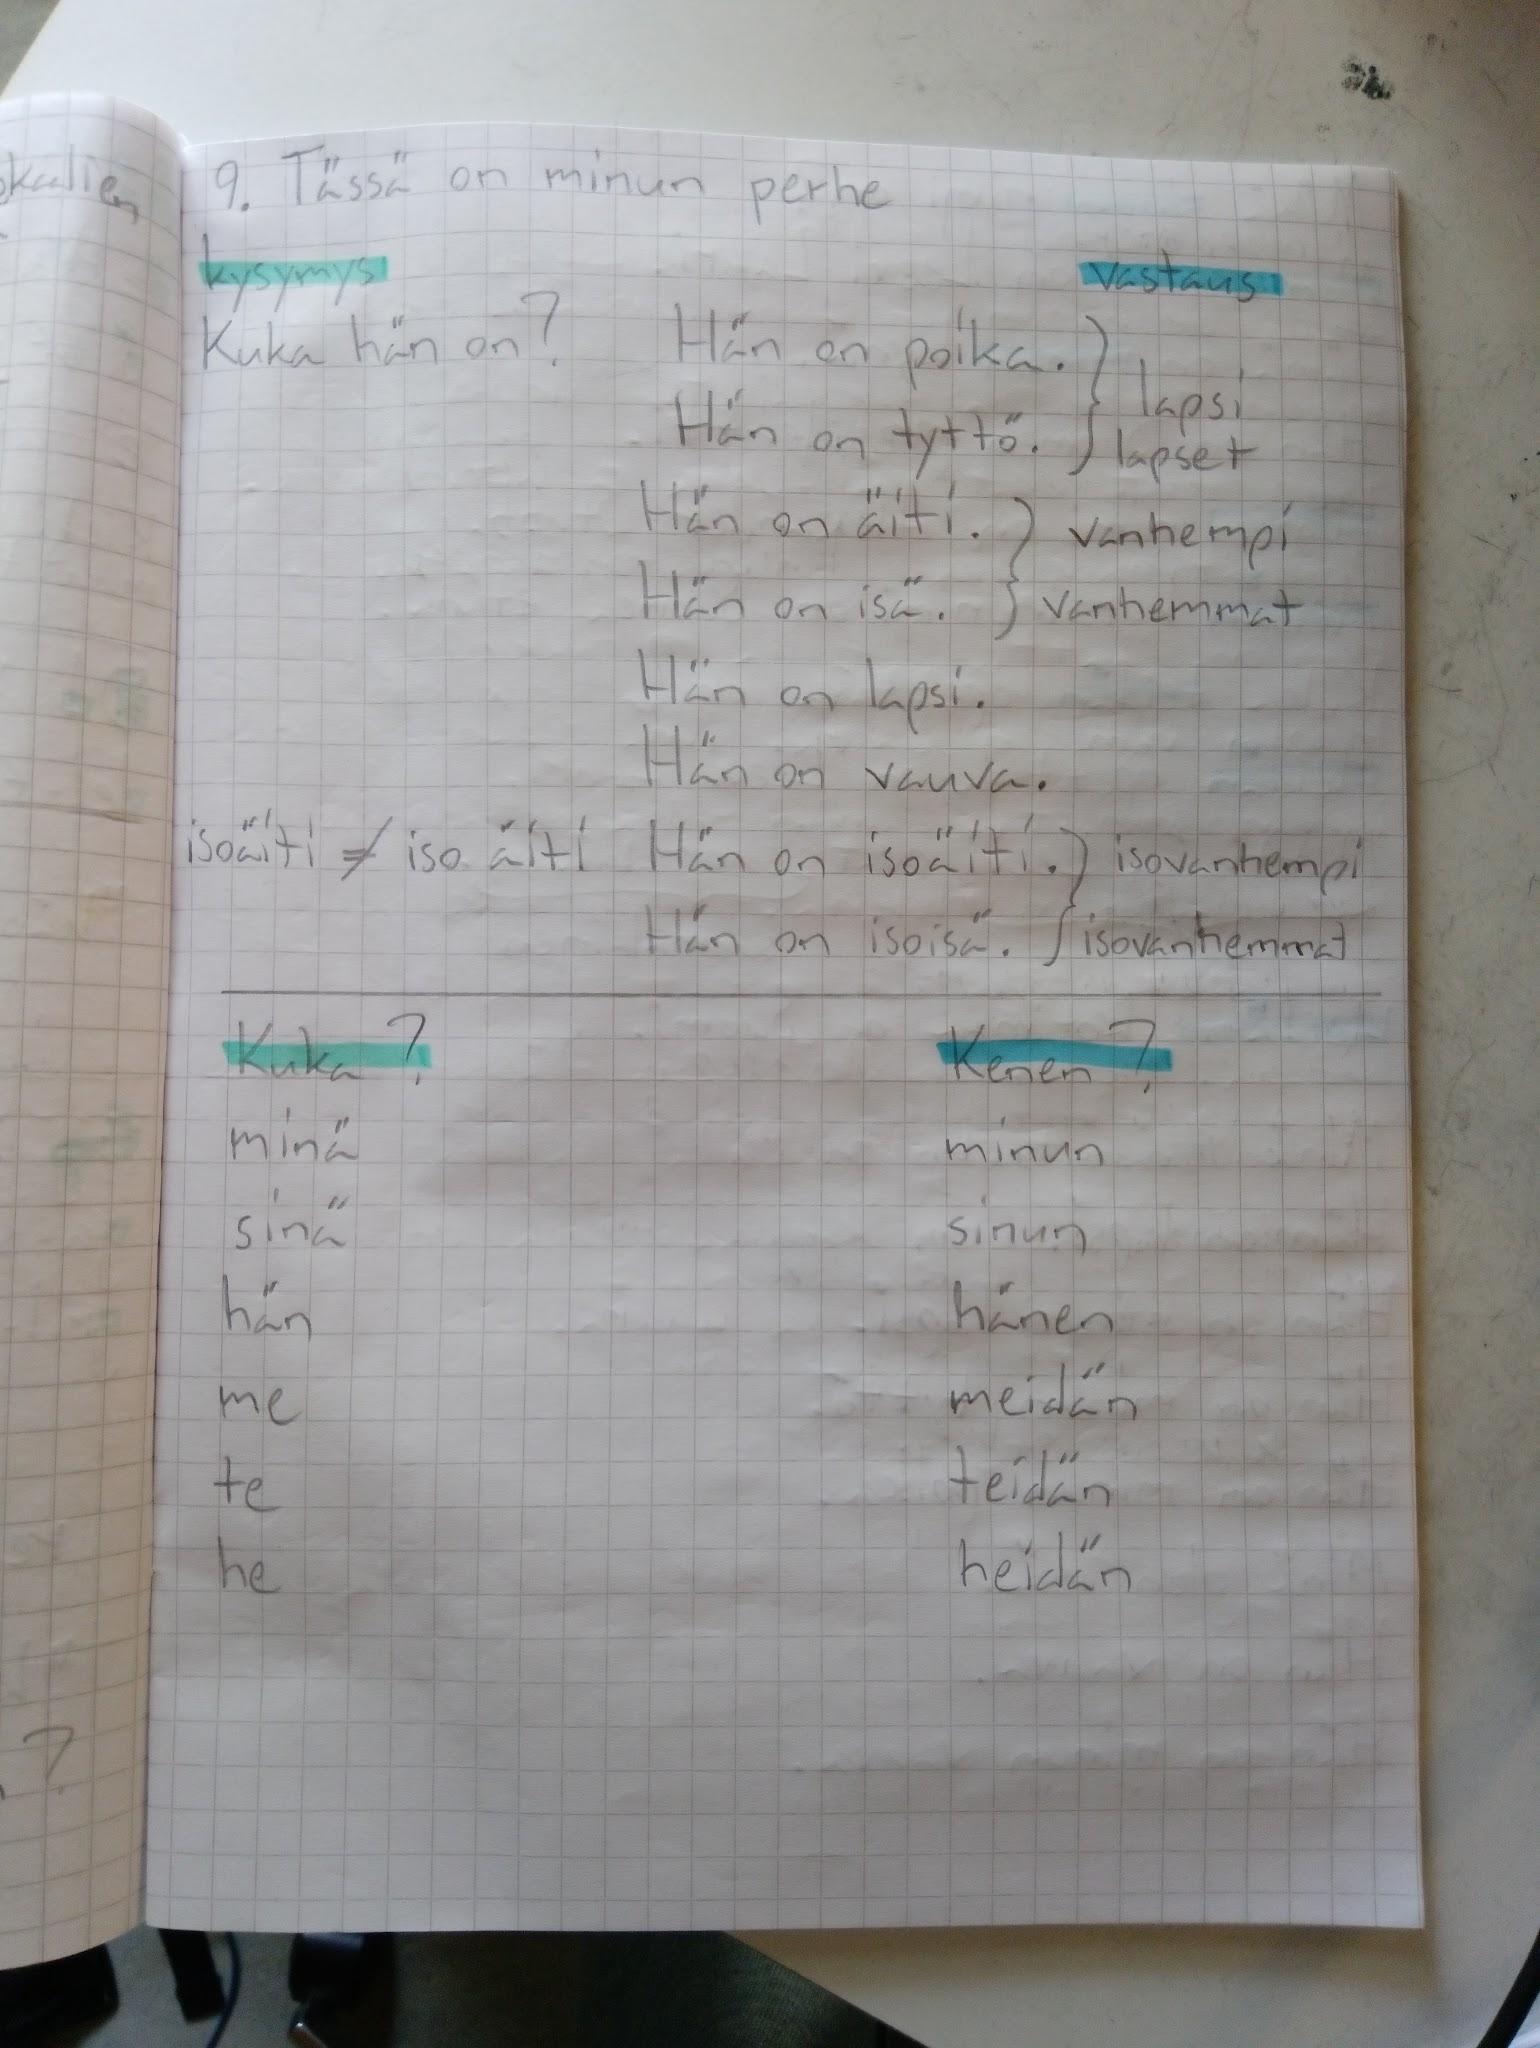 9. Tässä on minun perhe
kysymys vastaus
Kuka hän on? Hän on poika. } lapsi
Hän on tyttö. } lapset
Hän on äiti. } vanhempi
Hän on isä. } vanhemmat
Hän on lapsi.
Hän on vauva.
isoäiti ≠ iso äiti Hän on isoäiti. } isovanhempi
Hän on isoisä. } isovanhemmat
Kuka? Kenen?
minä minun
sinä sinun
hän hänen
me meidän
te teidän
he heidän